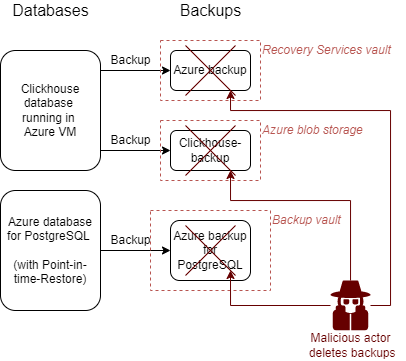 Databases
Backups
Clickhouse
database
running in
Azure VM
Backup
Backup
Recovery Services vault
Azure backup
Azure blob storage
Clickhouse-
backup
Azure database
for PostgreSQL
(with Point-in-
time-Restore)
Backup
Backup vault
Azure backup
for
PostgreSQL
Malicious actor
deletes backups